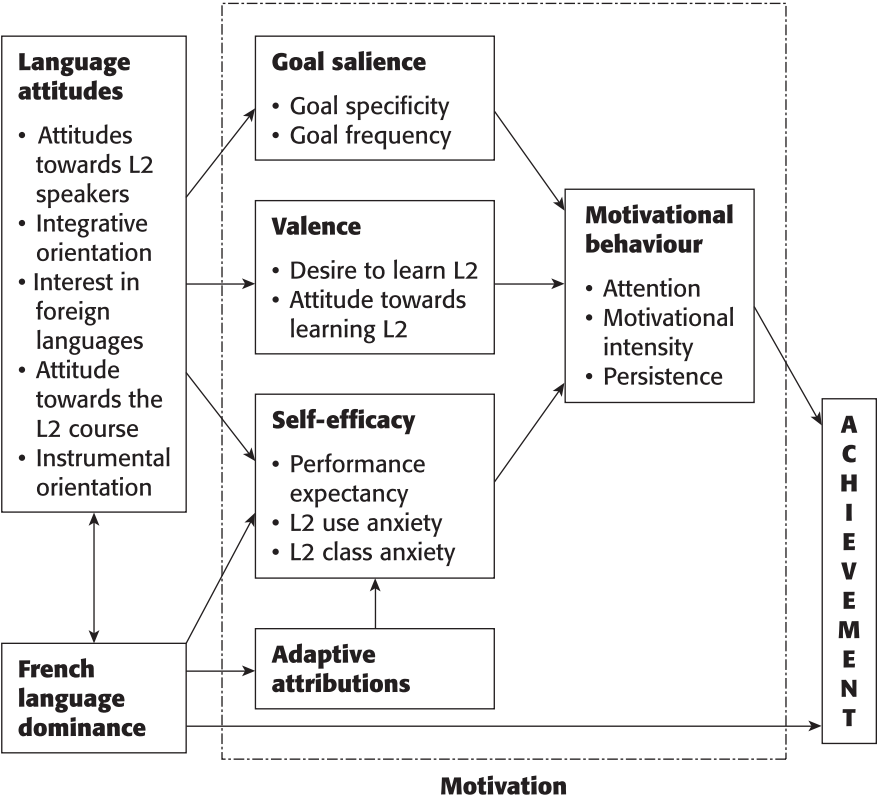 Language
attitudes
• Attitudes
towards L2
speakers
• Integrative
orientation
• Interest in
foreign
languages
• Attitude
towards the
L2 course
• Instrumental
orientation
French
language
dominance
Goal salience
• Goal specificity
• Goal frequency
Valence
• Desire to learn L2
• Attitude towards
learning L2
Self-efficacy
• Performance
expectancy
• L2 use anxiety
• L2 class anxiety
Adaptive
attributions
Motivational
behaviour
• Attention
• Motivational
intensity
• Persistence
ACHIEVEMENT
Motivation